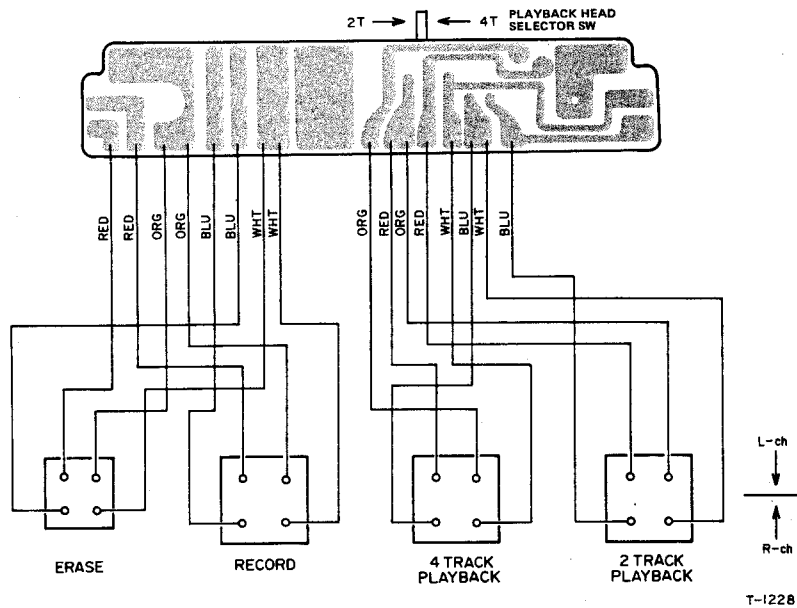 2T
4T
PLAYBACK HEAD
SELECTOR SW
RED
RED
ORG
ORG
BLU
BLU
WHT
WHT
ORG
RED
ORG
RED
WHT
BLU
WHT
BLU
L-ch
R-ch
ERASE
RECORD
4 TRACK
PLAYBACK
2 TRACK
PLAYBACK
T-1228